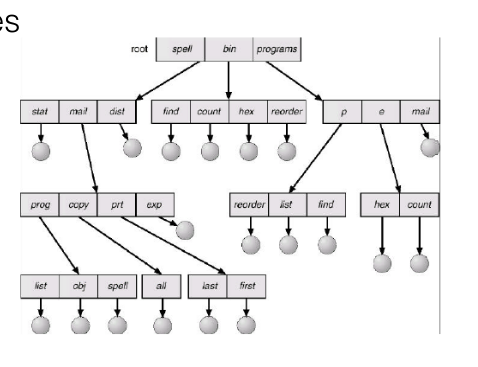 es
root spell bin programs
stat mail dist find count hex reorder p e mail
prog copy prt exp reorder list find hex count
list obj spell all last first